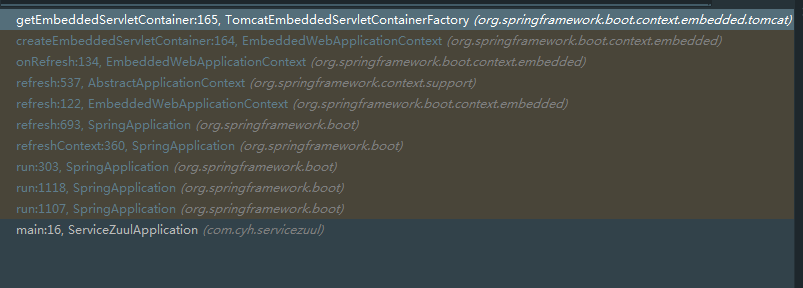 getEmbeddedServletContainer:165, TomcatEmbeddedServletContainerFactory (org.springframework.boot.context.embedded.tomcat)
createEmbeddedServletContainer:164, EmbeddedWebApplicationContext (org.springframework.boot.context.embedded)
onRefresh:134, EmbeddedWebApplicationContext (org.springframework.boot.context.embedded)
refresh:537, AbstractApplicationContext (org.springframework.context.support)
refresh:122, EmbeddedWebApplicationContext (org.springframework.boot.context.embedded)
refresh:693, SpringApplication (org.springframework.boot)
refreshContext:360, SpringApplication (org.springframework.boot)
run:303, SpringApplication (org.springframework.boot)
run:1118, SpringApplication (org.springframework.boot)
run:1107, SpringApplication (org.springframework.boot)
main:16, ServiceZuulApplication (com.cyh.servicezuul)